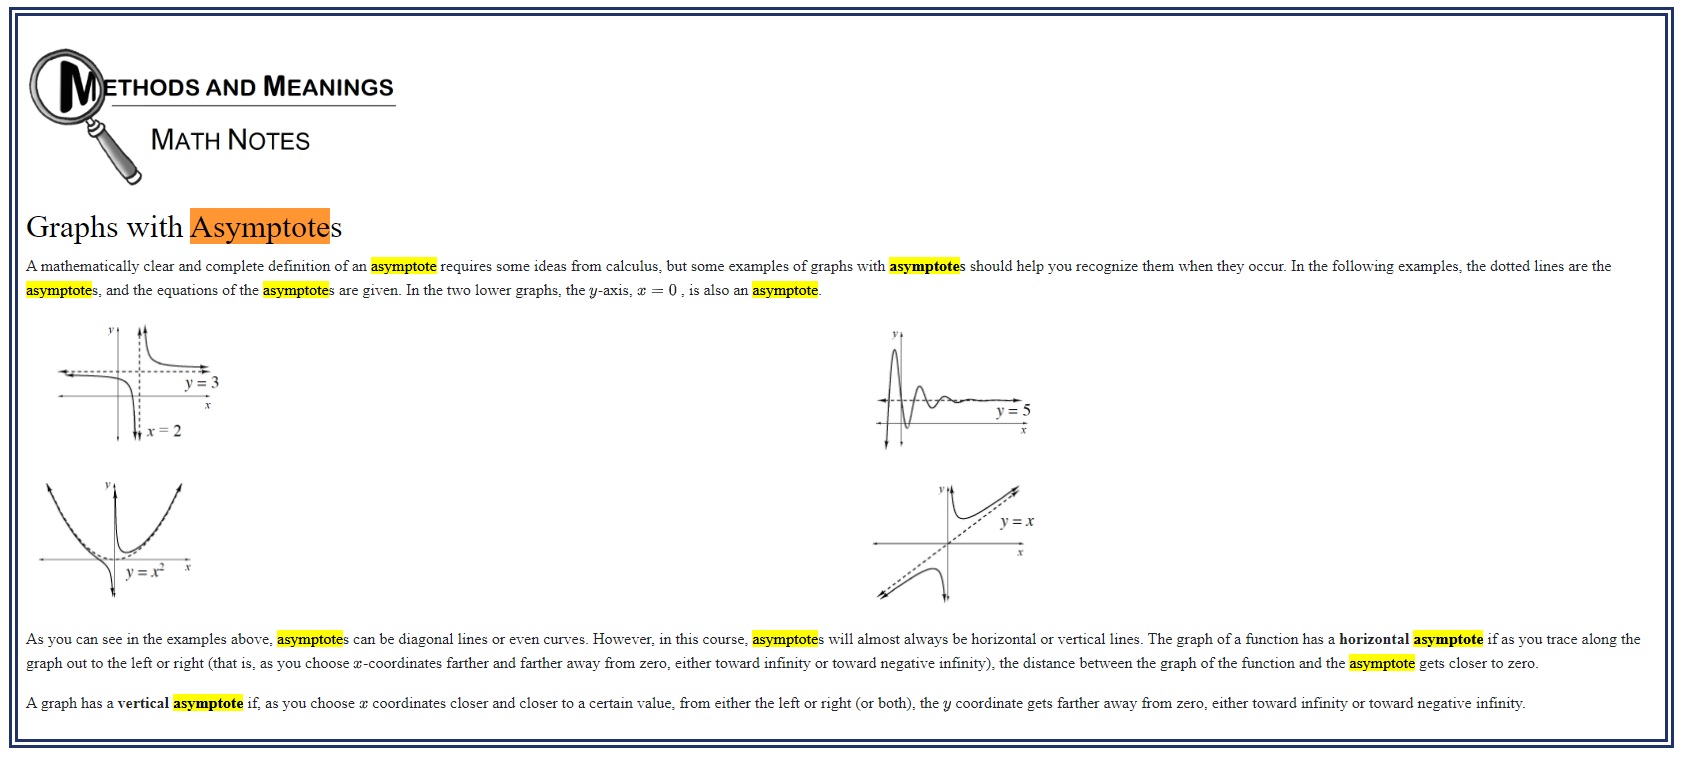 METHODS AND MEANINGS
MATH NOTES
Graphs with Asymptotes
A mathematically clear and complete definition of an asymptote requires some ideas from calculus, but some examples of graphs with asymptotes should help you recognize them when they occur. In the following examples, the dotted lines are the
asymptotes, and the equations of the asymptotes are given. In the two lower graphs, the y-axis, x = 0 , is also an asymptote.
y
y = 3
x
x = 2
y
y = 5
x
y
y = x²
x
y
y = x
x
As you can see in the examples above, asymptotes can be diagonal lines or even curves. However, in this course, asymptotes will almost always be horizontal or vertical lines. The graph of a function has a horizontal asymptote if as you trace along the
graph out to the left or right (that is, as you choose x-coordinates farther and farther away from zero, either toward infinity or toward negative infinity), the distance between the graph of the function and the asymptote gets closer to zero.
A graph has a vertical asymptote if, as you choose x coordinates closer and closer to a certain value, from either the left or right (or both), the y coordinate gets farther away from zero, either toward infinity or toward negative infinity.